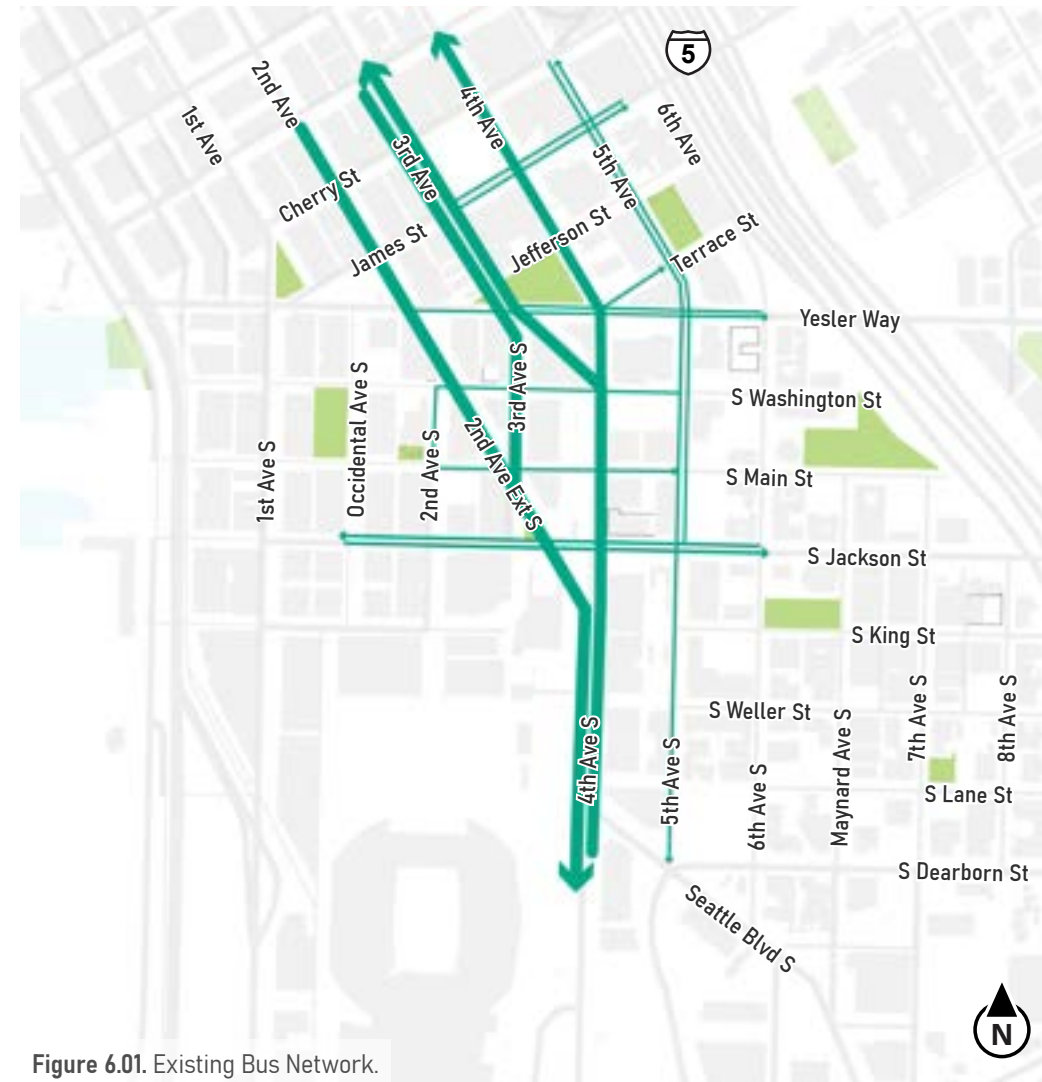 5
2nd Ave
1st Ave
3rd Ave
4th Ave
5th Ave
6th Ave
Cherry St
James St
Jefferson St
Terrace St
Yesler Way
S Washington St
3rd Ave S
Occidental Ave S
2nd Ave S
1st Ave S
2nd Ave Ext S
S Main St
S Jackson St
S King St
S Weller St
4th Ave S
5th Ave S
6th Ave S
Maynard Ave S
7th Ave S
8th Ave S
S Lane St
S Dearborn St
Seattle Blvd S
N
Figure 6.01. Existing Bus Network.